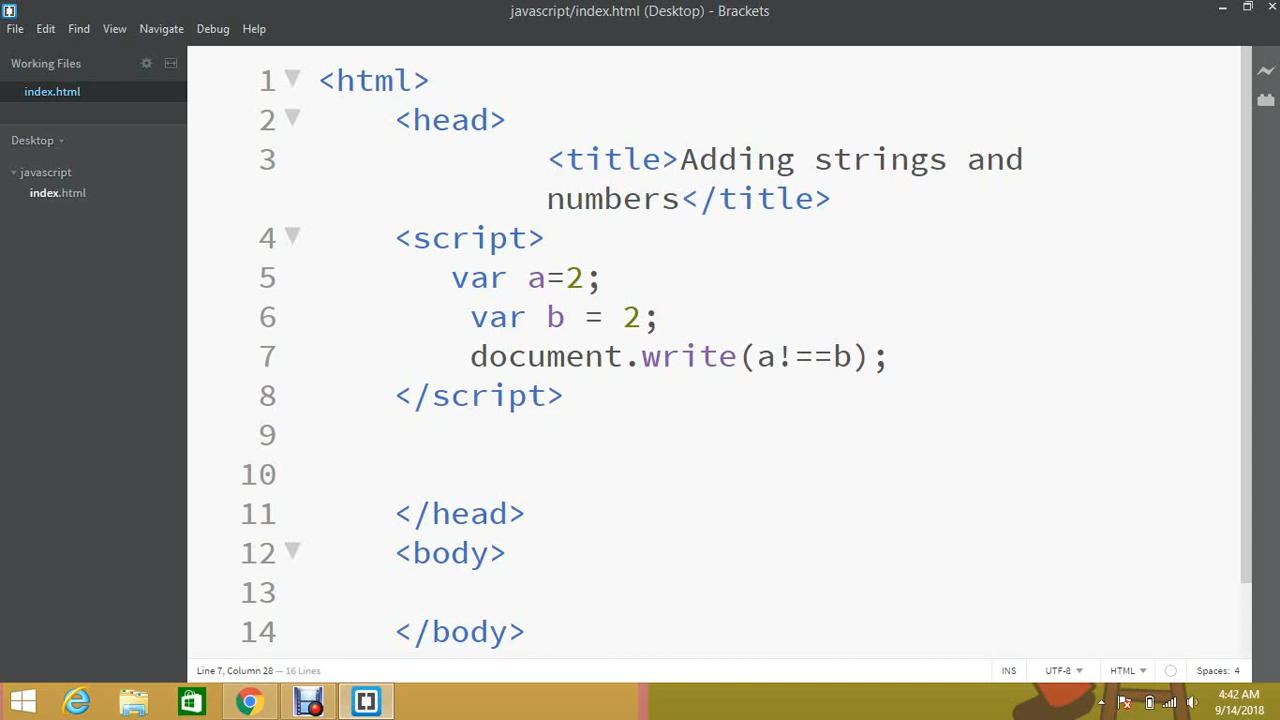 javascript/index.html (Desktop) - Brackets
File Edit Find View Navigate Debug Help
Working Files
index.html
Desktop
javascript
index.html
1 <html>
2 <head>
3 <title>Adding strings and
numbers</title>
4 <script>
5 var a=2;
6 var b = 2;
7 document.write(a!==b);
8 </script>
9
10
11 </head>
12 <body>
13
14 </body>
Line 7, Column 28 — 16 Lines
INS UTF-8 HTML Spaces: 4
4:42 AM
9/14/2018